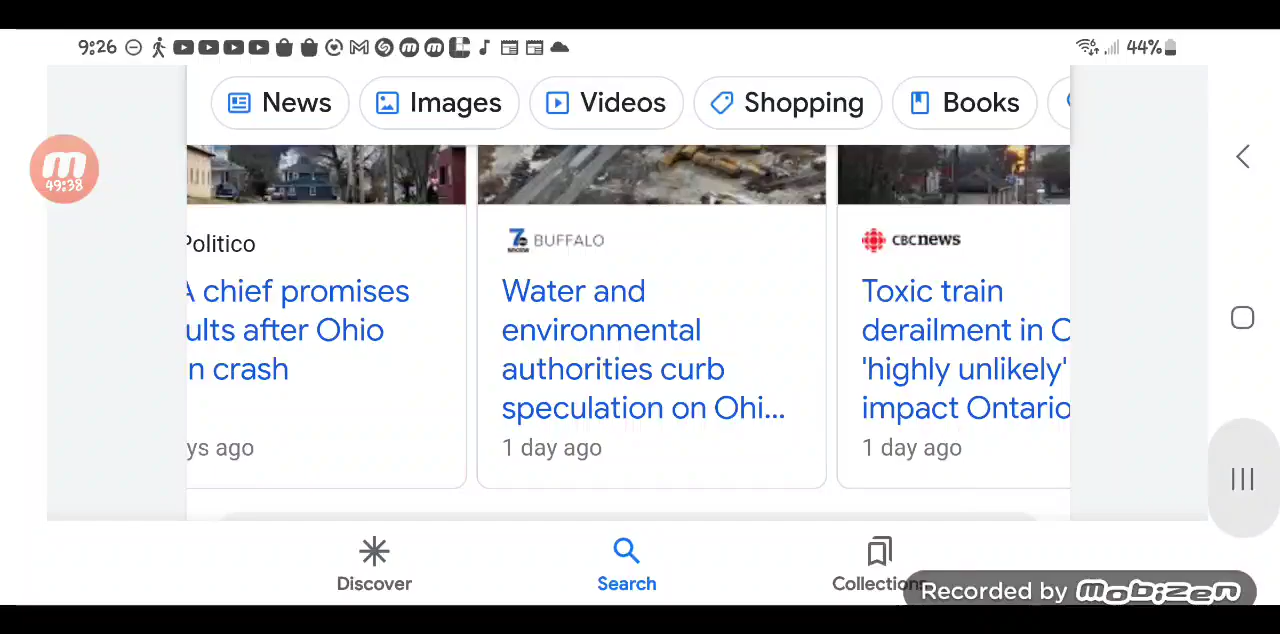 9:26
44%
News Images Videos Shopping Books
m
49:38
Politico
A chief promises
ults after Ohio
n crash
ys ago
7 BUFFALO
Water and
environmental
authorities curb
speculation on Ohi...
1 day ago
CBCnews
Toxic train
derailment in O
'highly unlikely'
impact Ontario
1 day ago
Discover Search Collections
Recorded by mobizen